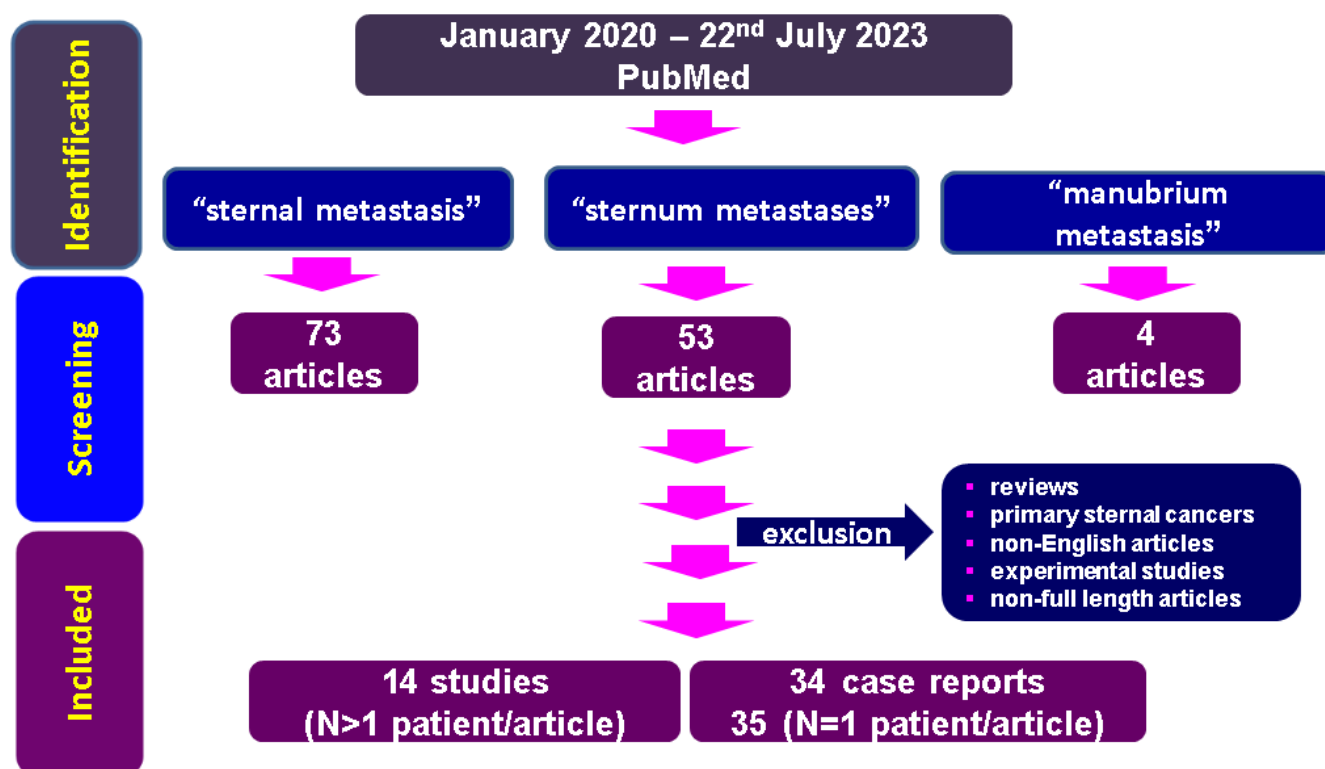 Identification
January 2020 – 22nd July 2023
PubMed
“sternal metastasis”
“sternum metastases”
“manubrium
metastasis”
Screening
73
articles
53
articles
4
articles
exclusion
▪ reviews
▪ primary sternal cancers
▪ non-English articles
▪ experimental studies
▪ non-full length articles
Included
14 studies
(N>1 patient/article)
34 case reports
35 (N=1 patient/article)